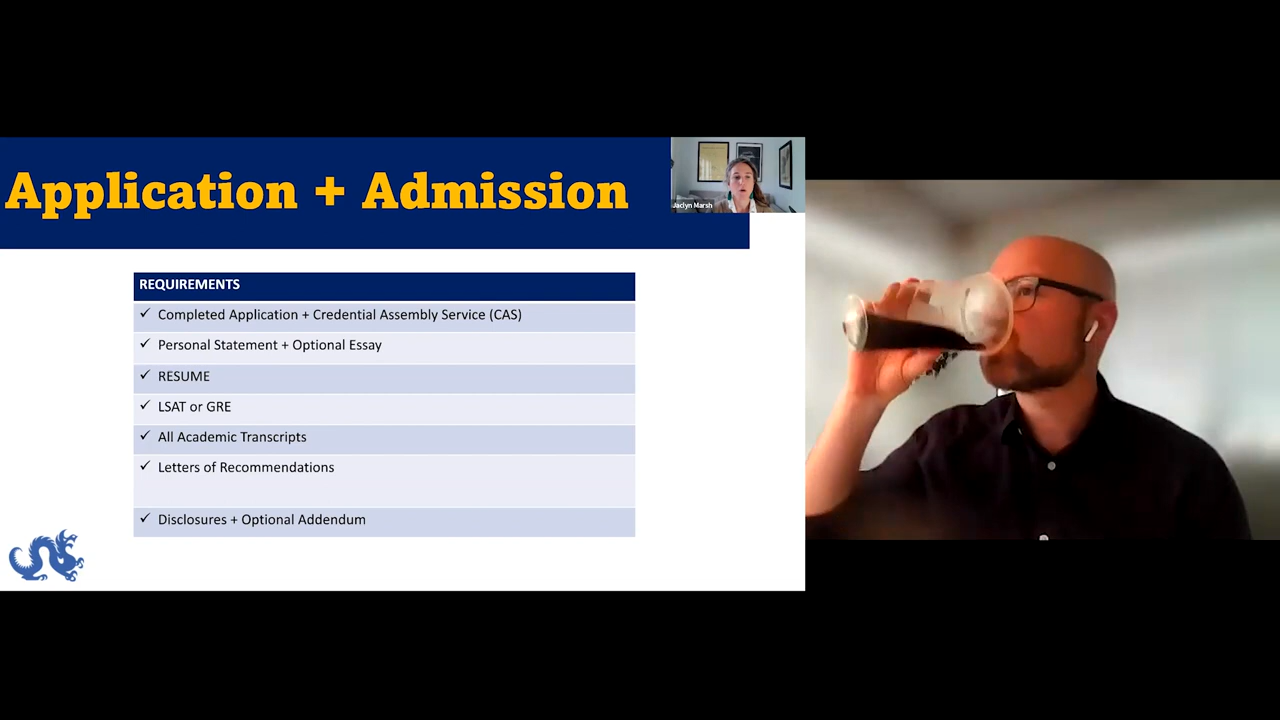 Application + Admission
Jaclyn Marsh
REQUIREMENTS
✓ Completed Application + Credential Assembly Service (CAS)
✓ Personal Statement + Optional Essay
✓ RESUME
✓ LSAT or GRE
✓ All Academic Transcripts
✓ Letters of Recommendations
✓ Disclosures + Optional Addendum